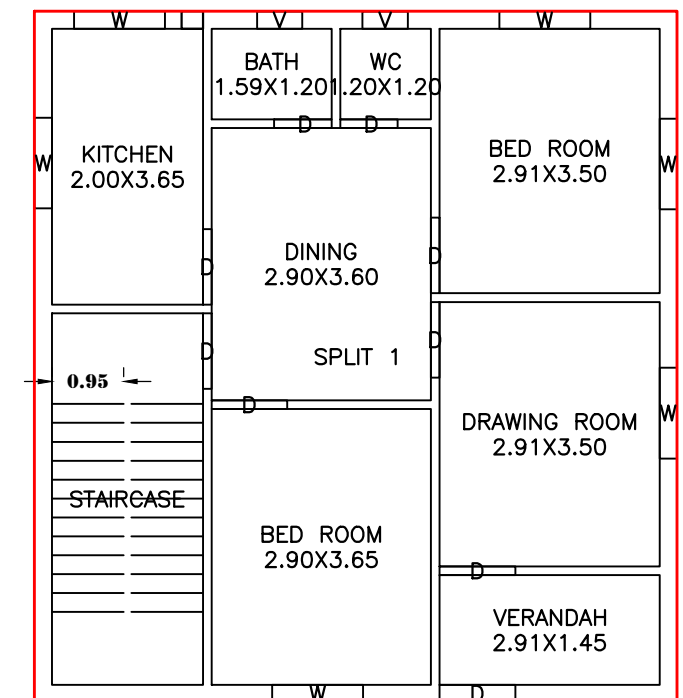 W
V
V
W
BATH
1.59X1.20
WC
1.20X1.20
D
D
W
KITCHEN
2.00X3.65
BED ROOM
2.91X3.50
W
D
DINING
2.90X3.60
D
D
SPLIT 1
D
0.95
D
DRAWING ROOM
2.91X3.50
W
STAIRCASE
BED ROOM
2.90X3.65
D
VERANDAH
2.91X1.45
W
D